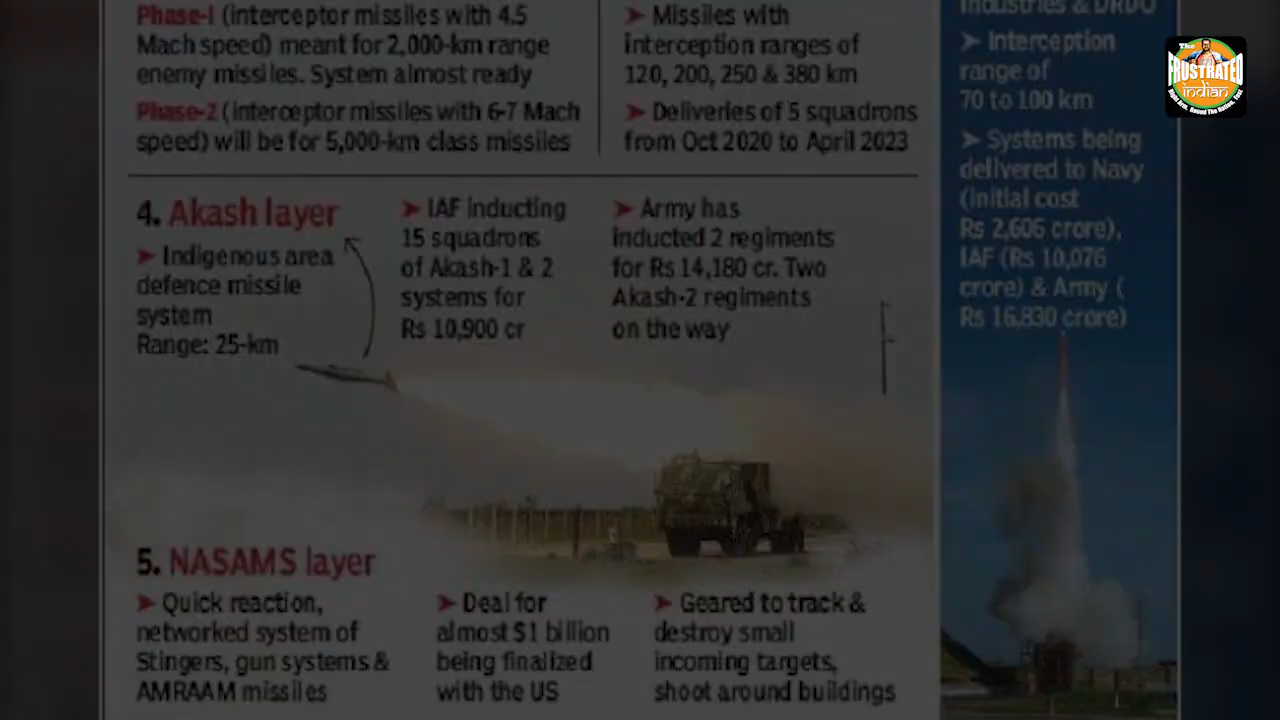 Phase-I (interceptor missiles with 4.5
Mach speed) meant for 2,000-km range
enemy missiles. System almost ready
Phase-2 (interceptor missiles with 6-7 Mach
speed) will be for 5,000-km class missiles
➤ Missiles with
interception ranges of
120, 200, 250 & 380 km
➤ Deliveries of 5 squadrons
from Oct 2020 to April 2023
Industries & DRDO
➤ Interception
range of
70 to 100 km
➤ Systems being
delivered to Navy
(initial cost
Rs 2,606 crore),
IAF (Rs 10,076
crore) & Army (
Rs 16,830 crore)
4. Akash layer
➤ Indigenous area
defence missile
system
Range: 25-km
➤ IAF inducting
15 squadrons
of Akash-1 & 2
systems for
Rs 10,900 cr
➤ Army has
inducted 2 regiments
for Rs 14,180 cr. Two
Akash-2 regiments
on the way
5. NASAMS layer
➤ Quick reaction,
networked system of
Stingers, gun systems &
AMRAAM missiles
➤ Deal for
almost $1 billion
being finalized
with the US
➤ Geared to track &
destroy small
incoming targets,
shoot around buildings
The
FRUSTRATED
indian